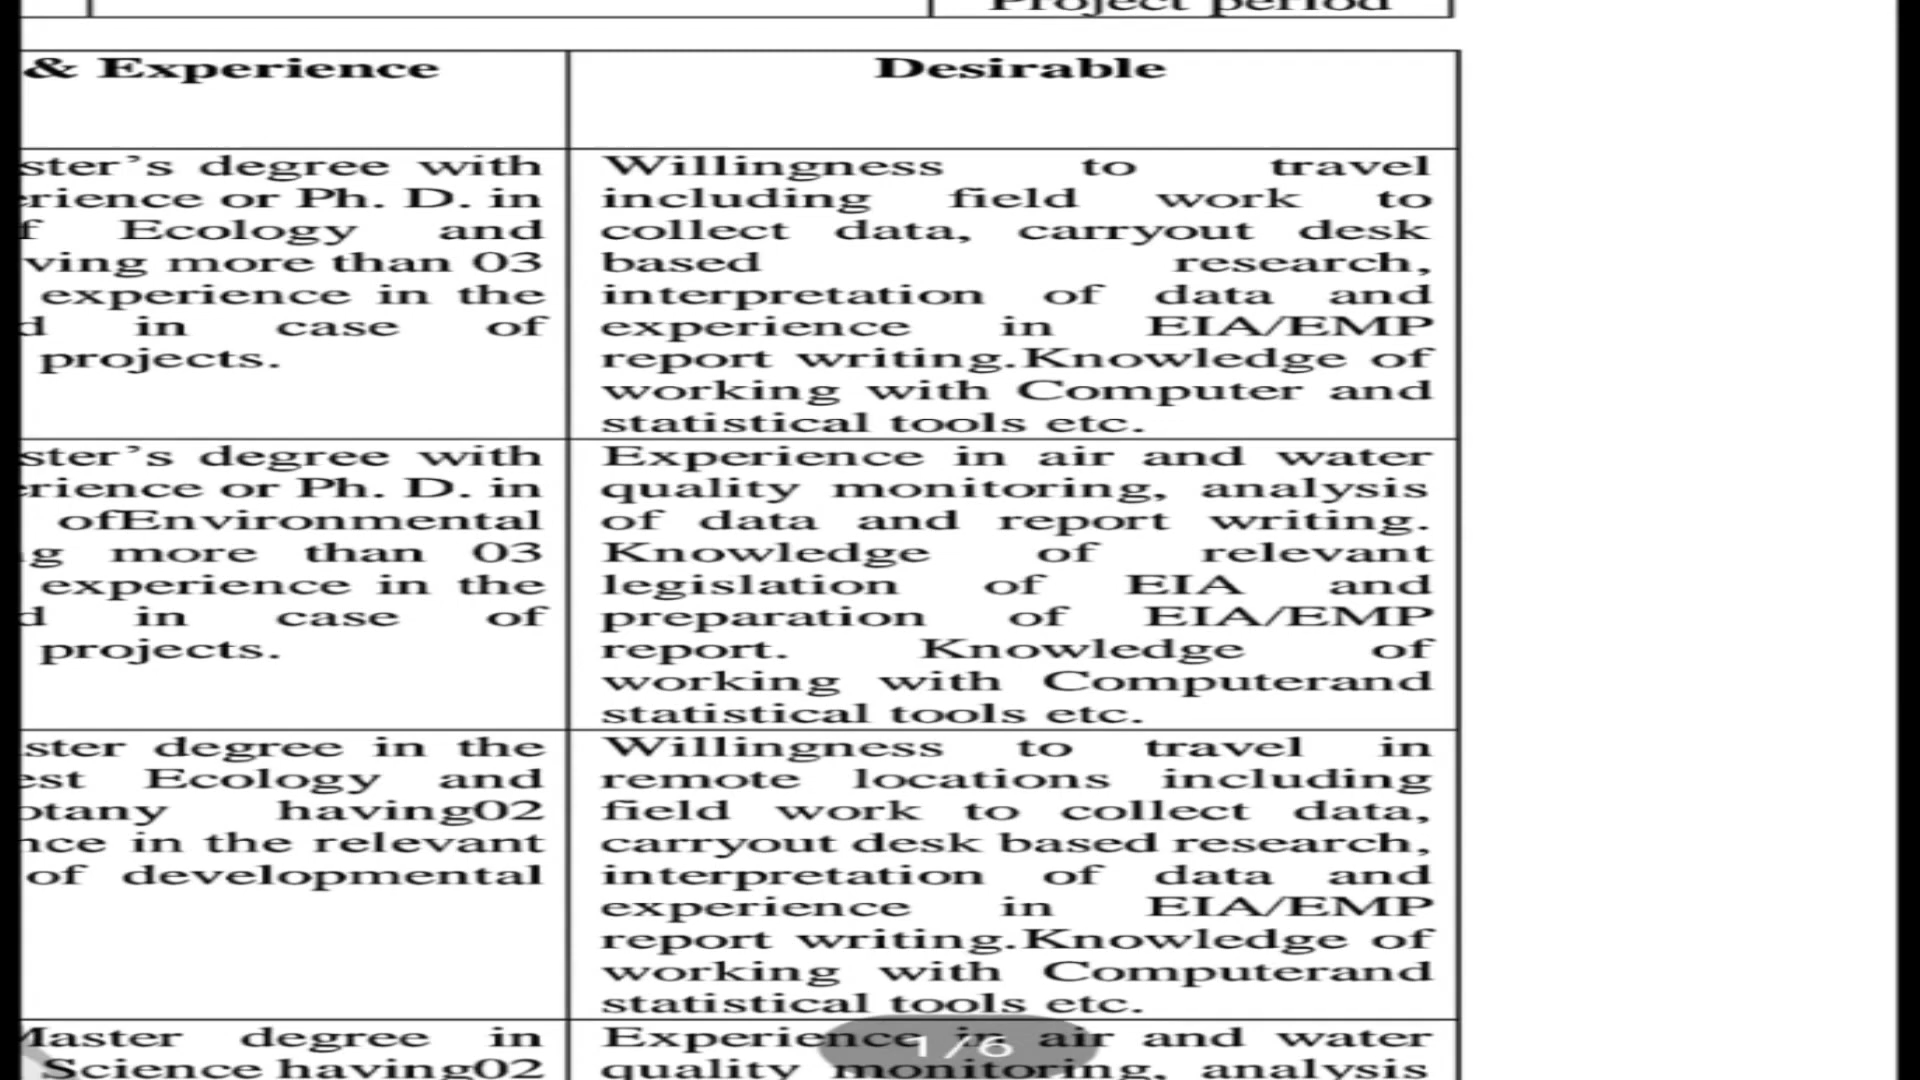 Project period
& Experience
Desirable
ster’s degree with
rience or Ph. D. in
f Ecology and
ving more than 03
experience in the
d in case of
projects.
Willingness to travel
including field work to
collect data, carryout desk
based research,
interpretation of data and
experience in EIA/EMP
report writing.Knowledge of
working with Computer and
statistical tools etc.
ster’s degree with
rience or Ph. D. in
ofEnvironmental
g more than 03
experience in the
d in case of
projects.
Experience in air and water
quality monitoring, analysis
of data and report writing.
Knowledge of relevant
legislation of EIA and
preparation of EIA/EMP
report. Knowledge of
working with Computerand
statistical tools etc.
ster degree in the
est Ecology and
otany having02
nce in the relevant
of developmental
Willingness to travel in
remote locations including
field work to collect data,
carryout desk based research,
interpretation of data and
experience in EIA/EMP
report writing.Knowledge of
working with Computerand
statistical tools etc.
Master degree in
Science having02
Experience in air and water
quality monitoring, analysis
1/6